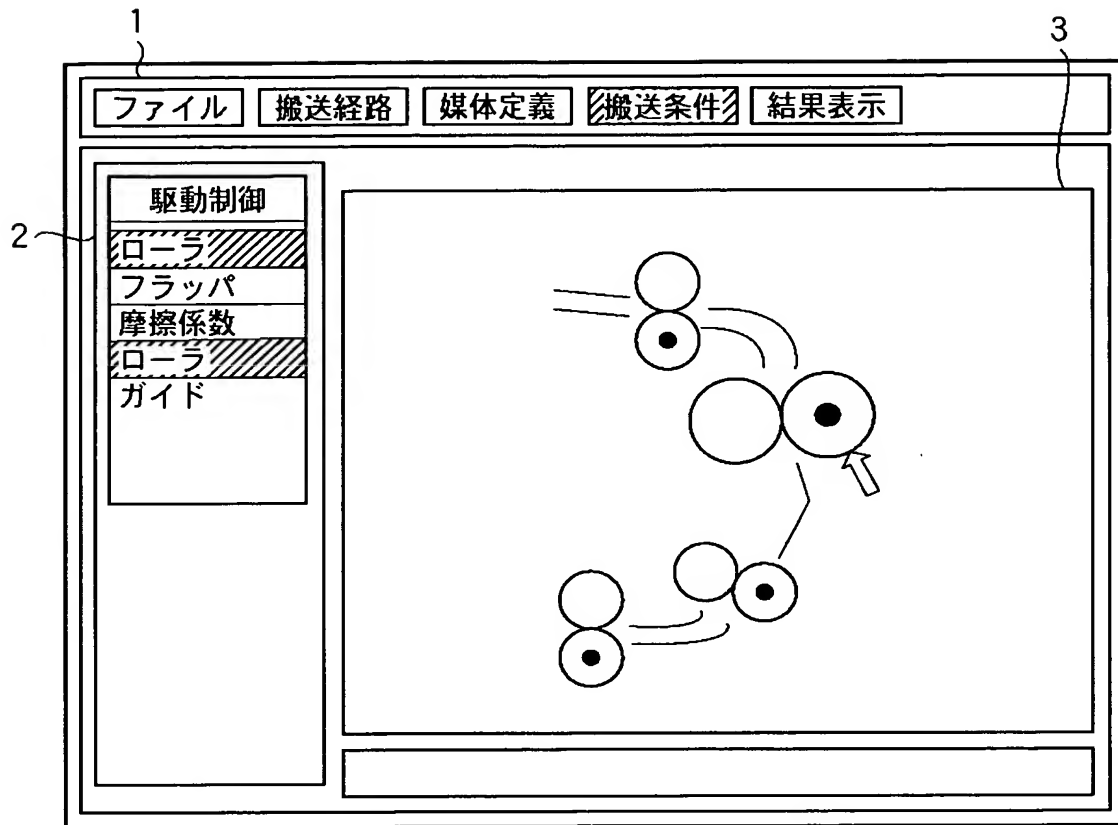 1
3
ファイル 搬送経路 媒体定義 搬送条件 結果表示
2
駆動制御
ローラ
フラッパ
摩擦係数
ローラ
ガイド